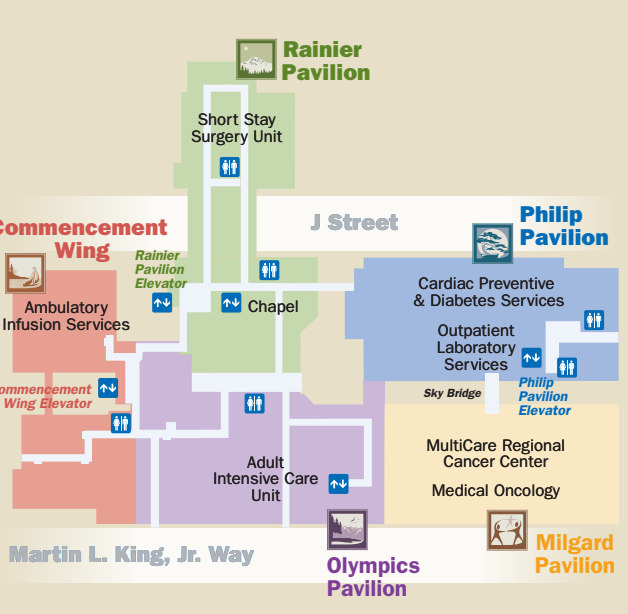 Rainier
Pavilion
Short Stay
Surgery Unit
J Street
Philip
Pavilion
Commencement
Wing
Rainier
Pavilion
Elevator
Cardiac Preventive
& Diabetes Services
Ambulatory
Infusion Services
Chapel
Outpatient
Laboratory
Services
Commencement
Wing Elevator
Sky Bridge
Philip
Pavilion
Elevator
MultiCare Regional
Cancer Center
Medical Oncology
Adult
Intensive Care
Unit
Martin L. King, Jr. Way
Olympics
Pavilion
Milgard
Pavilion